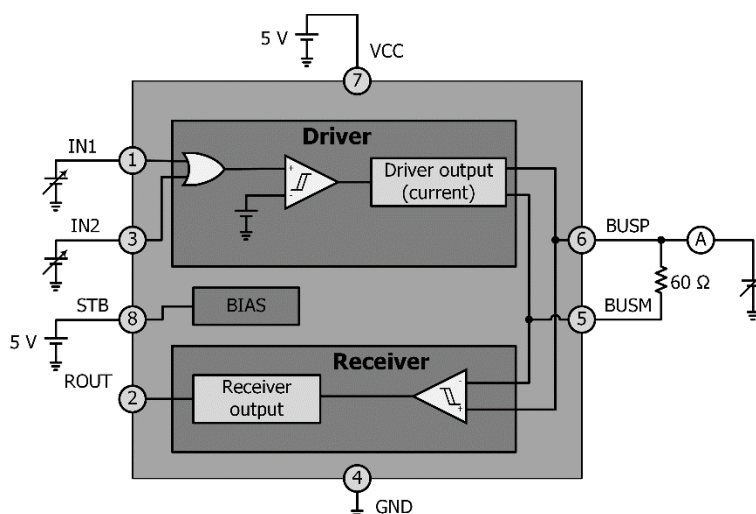 5 V
VCC
7
Driver
IN1
1
+
-
Driver output
(current)
IN2
3
6
BUSP
A
60 Ω
STB
8
BIAS
5
BUSM
5 V
Receiver
ROUT
2
Receiver
output
-
+
4
GND